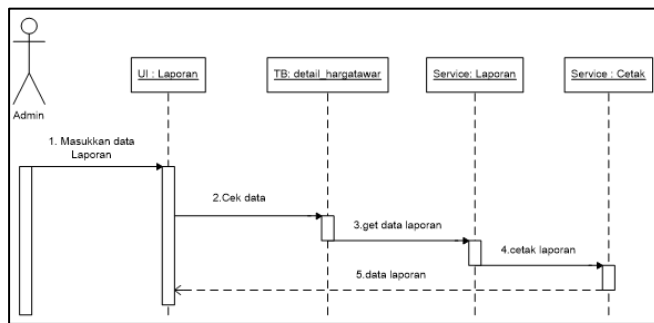 UI : Laporan
TB: detail_hargatawar
Service: Laporan
Service : Cetak
Admin
1. Masukkan data
Laporan
2.Cek data
3.get data laporan
4.cetak laporan
5.data laporan